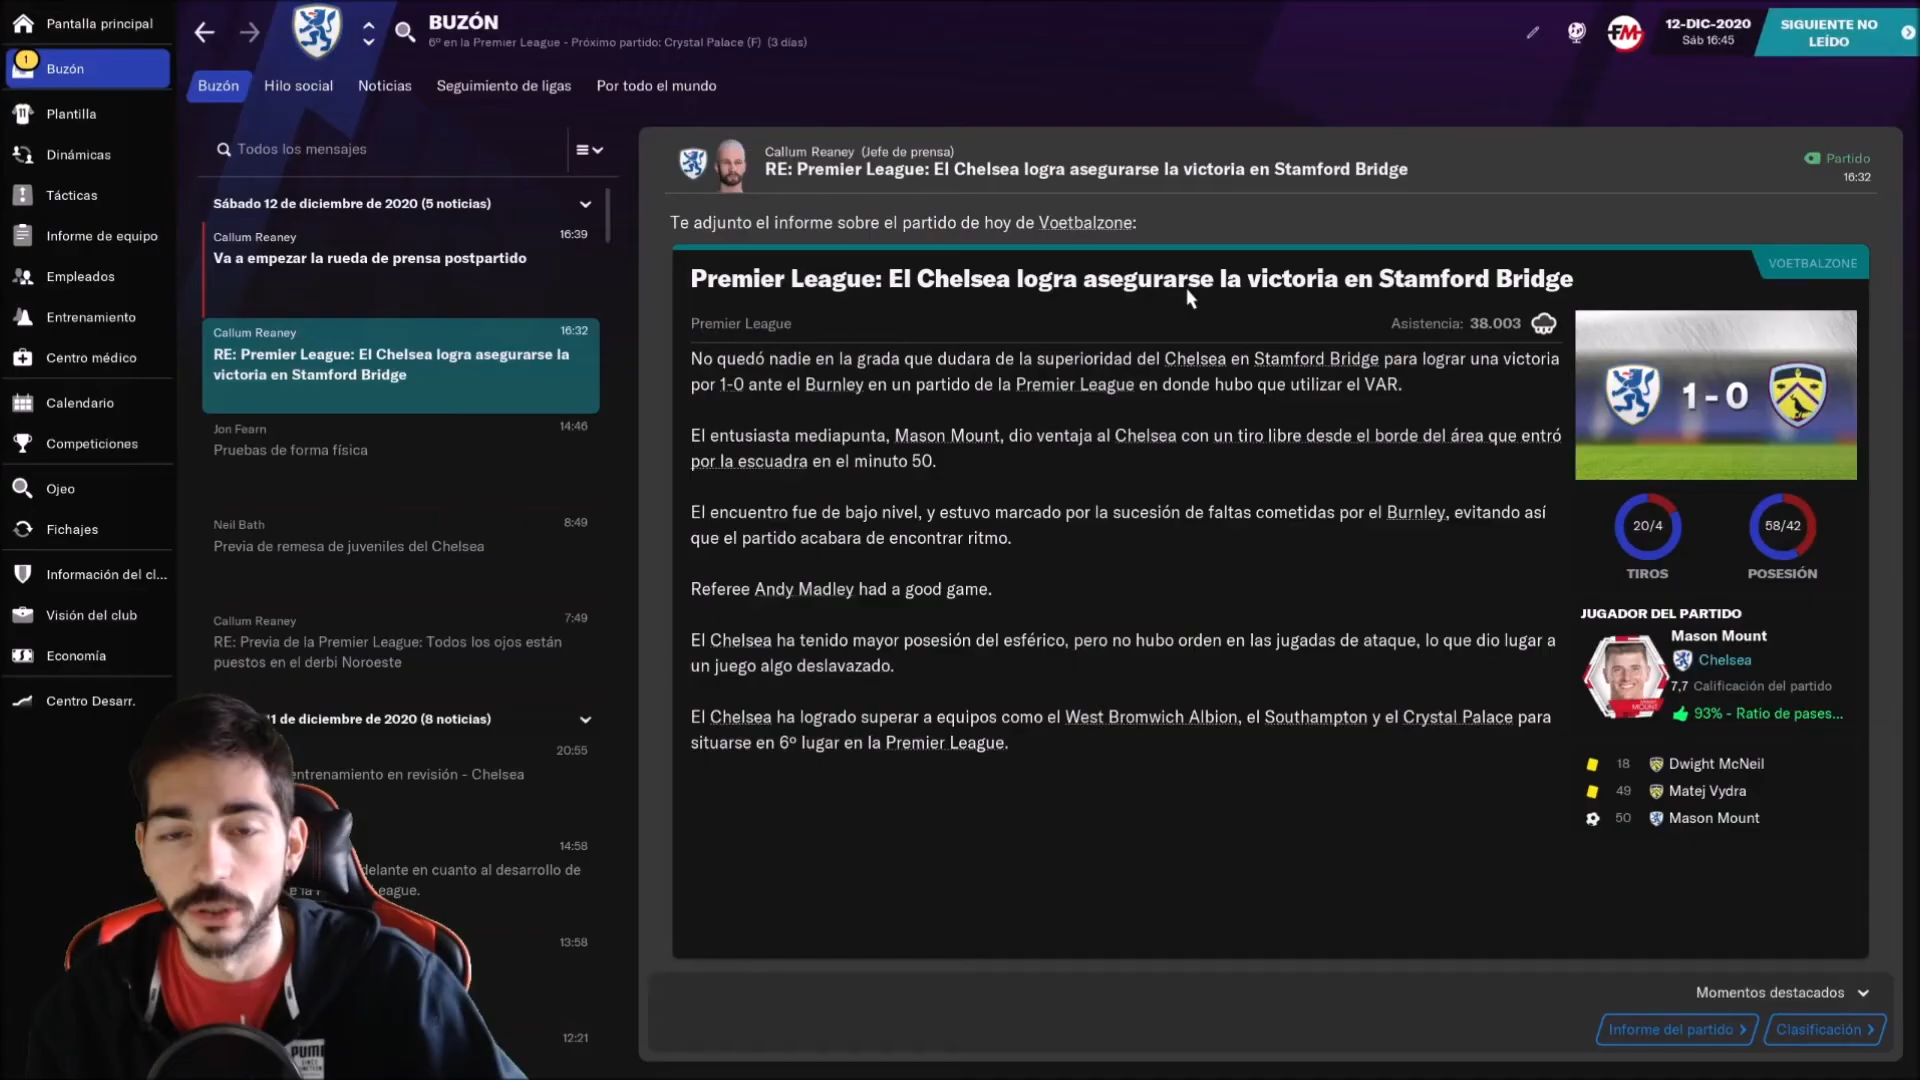 Pantalla principal
1
Buzón
Plantilla
Dinámicas
Tácticas
Informe de equipo
Empleados
Entrenamiento
Centro médico
Calendario
Competiciones
Ojeo
Fichajes
Información del cl...
Visión del club
Economía
Centro Desarr.
BUZÓN
6º en la Premier League - Próximo partido: Crystal Palace (F) (3 días)
FM
12-DIC-2020
Sáb 16:45
SIGUIENTE NO
LEÍDO
Buzón
Hilo social
Noticias
Seguimiento de ligas
Por todo el mundo
Todos los mensajes
Sábado 12 de diciembre de 2020 (5 noticias)
Callum Reaney 16:39
Va a empezar la rueda de prensa postpartido
Callum Reaney 16:32
RE: Premier League: El Chelsea logra asegurarse la
victoria en Stamford Bridge
Jon Fearn 14:46
Pruebas de forma física
Neil Bath 8:49
Previa de remesa de juveniles del Chelsea
Callum Reaney 7:49
RE: Previa de la Premier League: Todos los ojos están
puestos en el derbi Noroeste
11 de diciembre de 2020 (8 noticias)
20:55
entrenamiento en revisión - Chelsea
14:58
delante en cuanto al desarrollo de
eague.
13:58
12:21
PUMA
Callum Reaney (Jefe de prensa)
RE: Premier League: El Chelsea logra asegurarse la victoria en Stamford Bridge
Partido
16:32
Te adjunto el informe sobre el partido de hoy de Voetbalzone:
VOETBALZONE
Premier League: El Chelsea logra asegurarse la victoria en Stamford Bridge
Premier League
Asistencia: 38.003
No quedó nadie en la grada que dudara de la superioridad del Chelsea en Stamford Bridge para lograr una victoria
por 1-0 ante el Burnley en un partido de la Premier League en donde hubo que utilizar el VAR.
El entusiasta mediapunta, Mason Mount, dio ventaja al Chelsea con un tiro libre desde el borde del área que entró
por la escuadra en el minuto 50.
El encuentro fue de bajo nivel, y estuvo marcado por la sucesión de faltas cometidas por el Burnley, evitando así
que el partido acabara de encontrar ritmo.
Referee Andy Madley had a good game.
El Chelsea ha tenido mayor posesión del esférico, pero no hubo orden en las jugadas de ataque, lo que dio lugar a
un juego algo deslavazado.
El Chelsea ha logrado superar a equipos como el West Bromwich Albion, el Southampton y el Crystal Palace para
situarse en 6º lugar en la Premier League.
1 - 0
20/4
58/42
TIROS
POSESIÓN
JUGADOR DEL PARTIDO
Mason Mount
Chelsea
7,7 Calificación del partido
93% - Ratio de pases...
MOUNT
18 Dwight McNeil
49 Matej Vydra
50 Mason Mount
Momentos destacados
Informe del partido
Clasificación